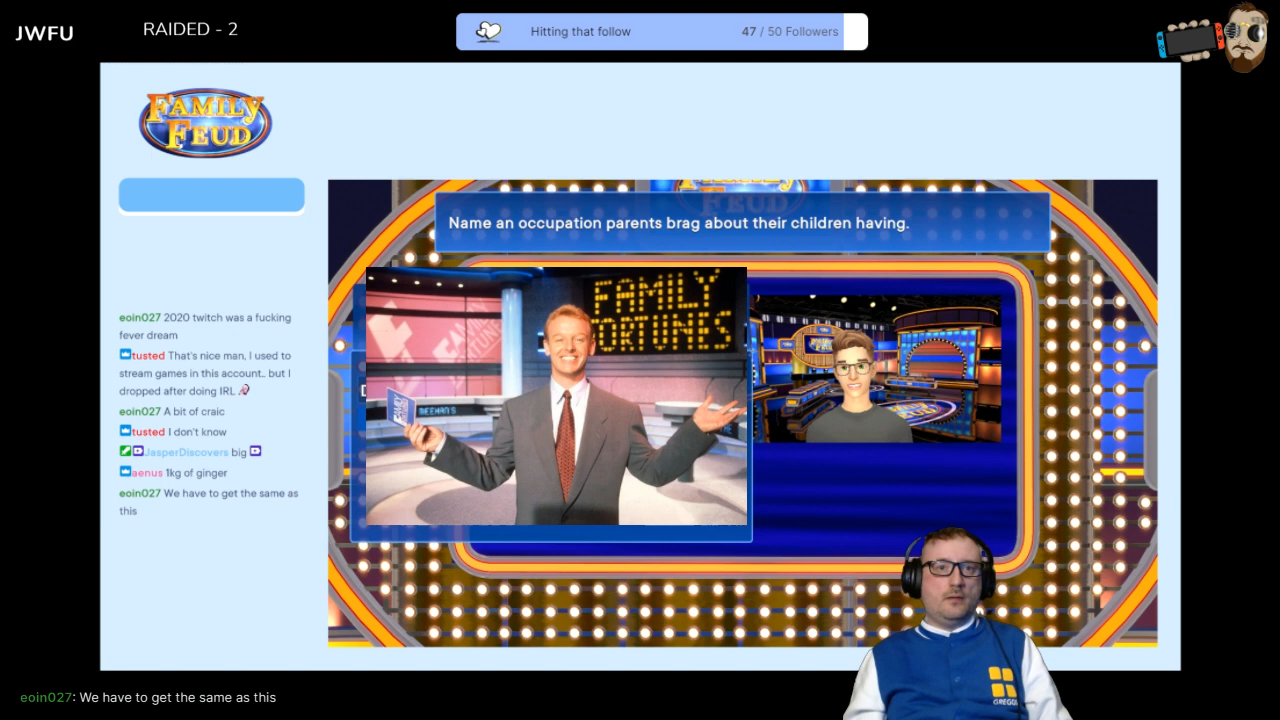 JWFU
RAIDED - 2
Hitting that follow
47 / 50 Followers
FAMILY
FEUD
Name an occupation parents brag about their children having.
FAMILY
FORTUNES
MEEHAN'S
eoin027 2020 twitch was a fucking
fever dream
tusted That's nice man, I used to
stream games in this account.. but I
dropped after doing IRL
eoin027 A bit of craic
tusted I don't know
JasperDiscovers big
aenus 1kg of ginger
eoin027 We have to get the same as
this
eoin027: We have to get the same as this